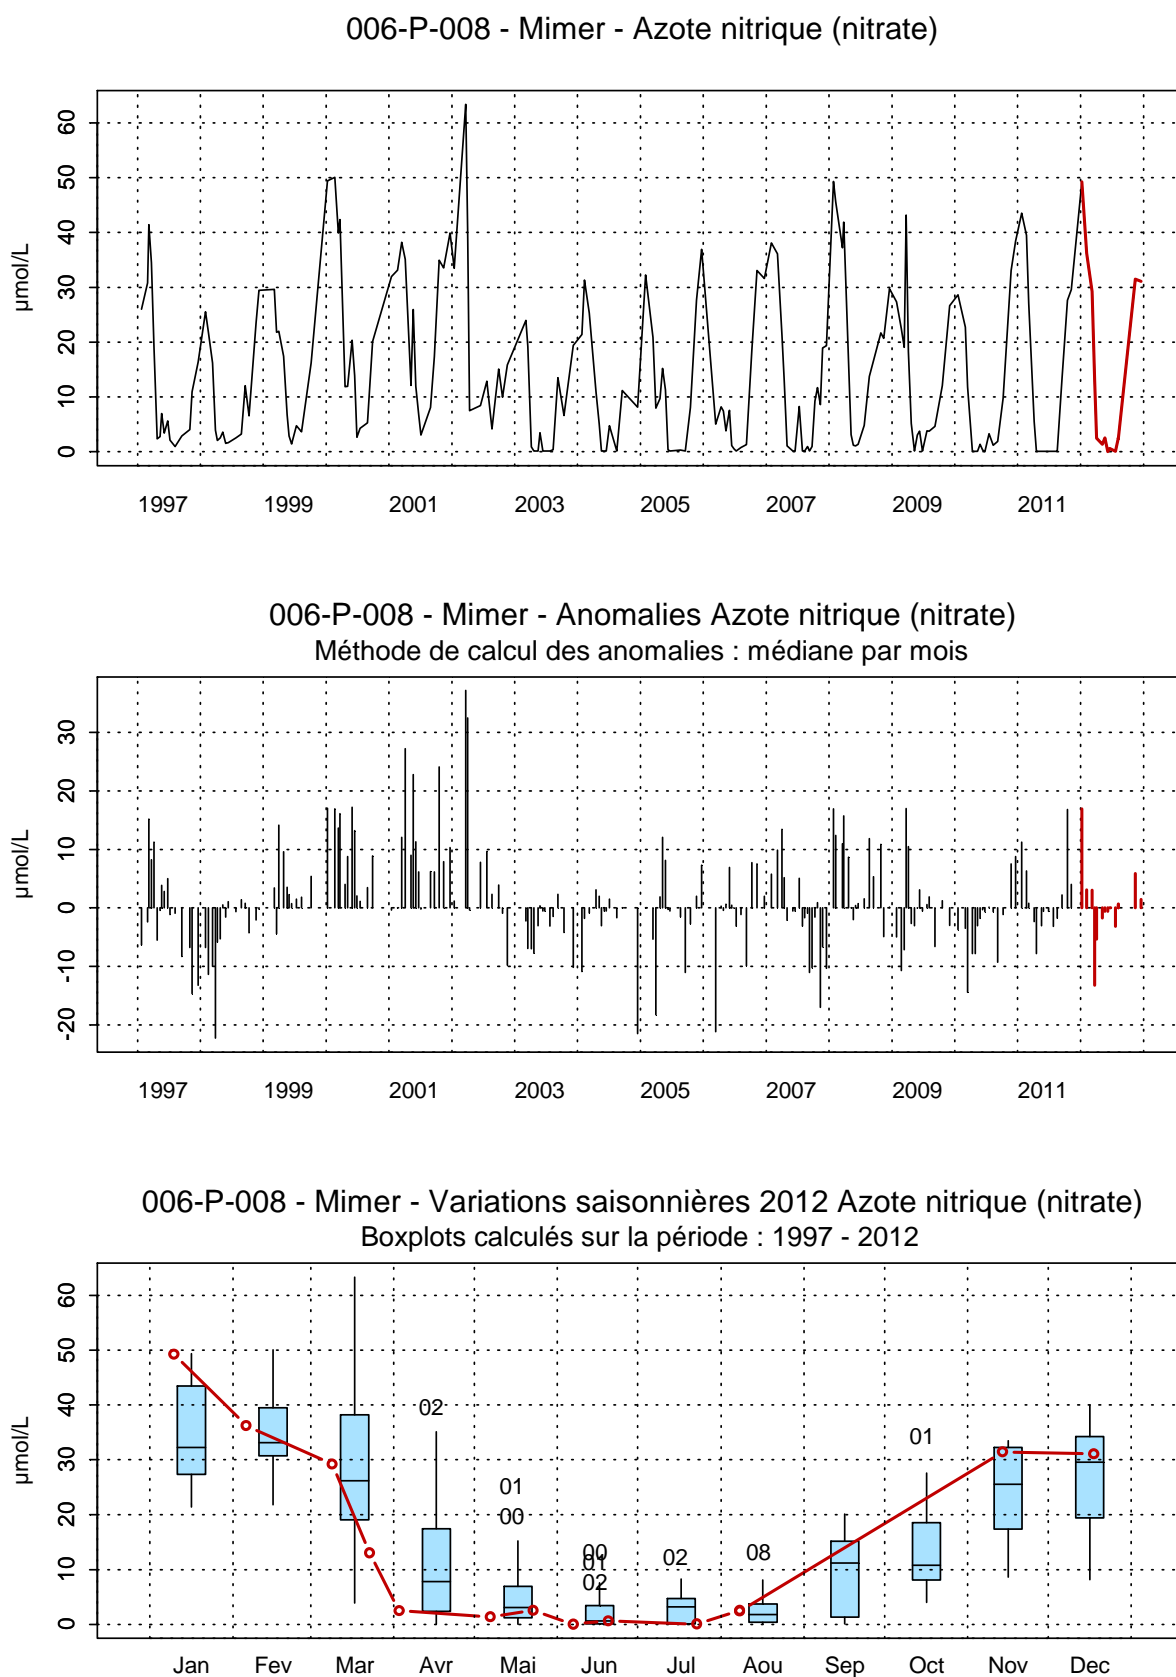 006-P-008 - Mimer - Azote nitrique (nitrate)
60
50
40
30
20
10
0
µmol/L
1997 1999 2001 2003 2005 2007 2009 2011
006-P-008 - Mimer - Anomalies Azote nitrique (nitrate)
Méthode de calcul des anomalies : médiane par mois
30
20
10
0
-10
-20
µmol/L
1997 1999 2001 2003 2005 2007 2009 2011
006-P-008 - Mimer - Variations saisonnières 2012 Azote nitrique (nitrate)
Boxplots calculés sur la période : 1997 - 2012
60
50
40
30
20
10
0
µmol/L
02
01
00
00
01
02
02
08
01
Jan Fev Mar Avr Mai Jun Jul Aou Sep Oct Nov Dec